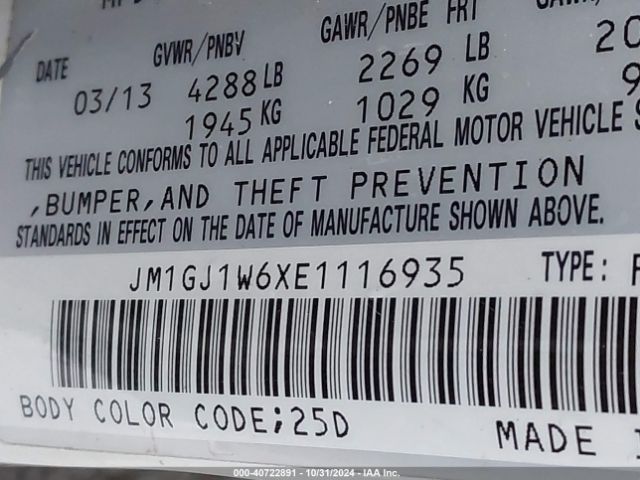 GVWR/PNBV GAWR/PNBE FRT
DATE
03/13 4288 LB 2269 LB 20
1945 KG 1029 KG 9
THIS VEHICLE CONFORMS TO ALL APPLICABLE FEDERAL MOTOR VEHICLE S
,BUMPER,AND THEFT PREVENTION
STANDARDS IN EFFECT ON THE DATE OF MANUFACTURE SHOWN ABOVE.
JM1GJ1W6XE1116935 TYPE:
BODY COLOR CODE;25D MADE
000-40722891 - 10/31/2024 - IAA Inc.